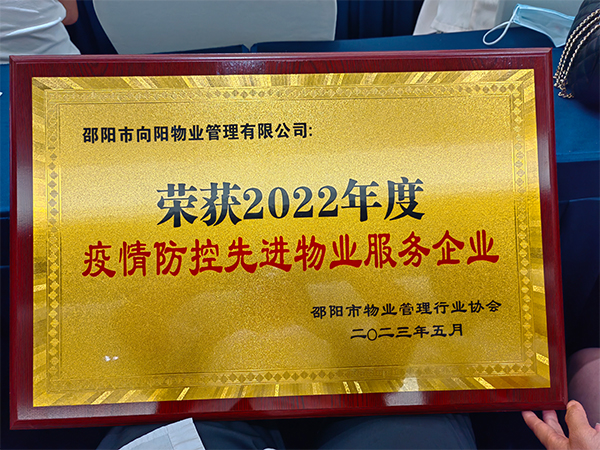 邵阳市向阳物业管理有限公司:
荣获2022年度
疫情防控先进物业服务企业
邵阳市物业管理行业协会
二〇二三年五月